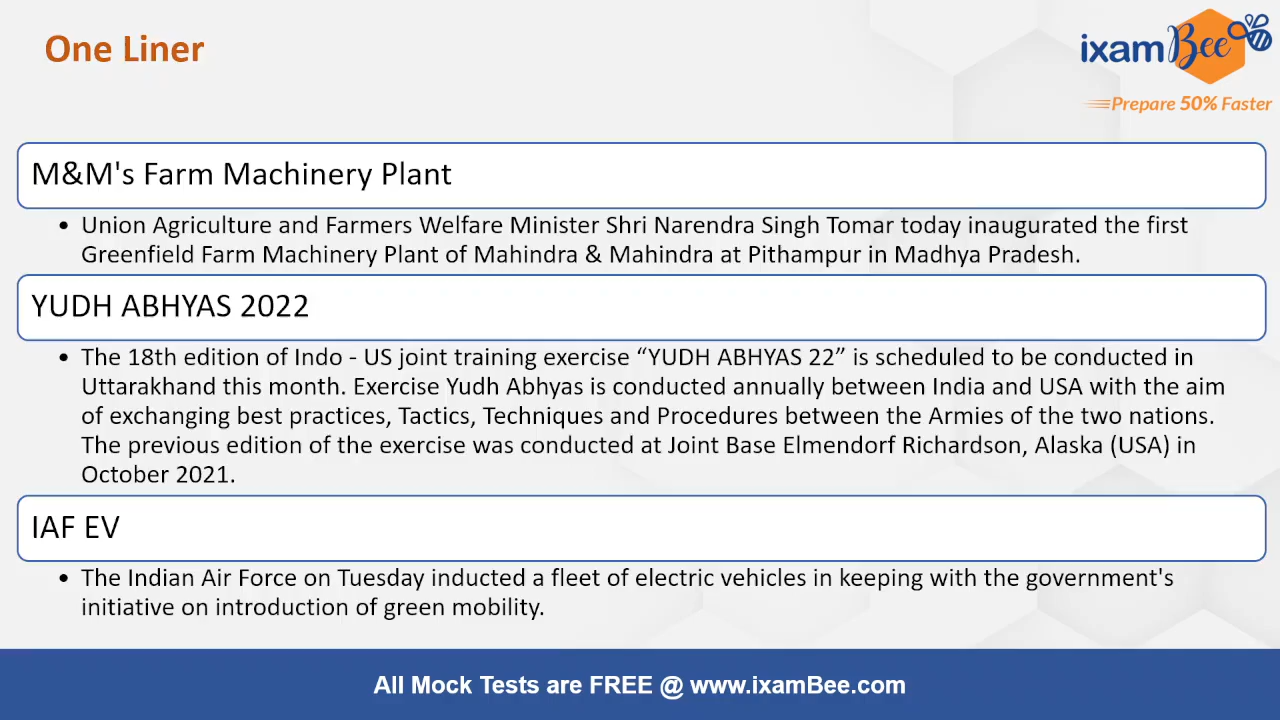 One Liner
ixamBee
Prepare 50% Faster
M&M's Farm Machinery Plant
• Union Agriculture and Farmers Welfare Minister Shri Narendra Singh Tomar today inaugurated the first
Greenfield Farm Machinery Plant of Mahindra & Mahindra at Pithampur in Madhya Pradesh.
YUDH ABHYAS 2022
• The 18th edition of Indo - US joint training exercise “YUDH ABHYAS 22” is scheduled to be conducted in
Uttarakhand this month. Exercise Yudh Abhyas is conducted annually between India and USA with the aim
of exchanging best practices, Tactics, Techniques and Procedures between the Armies of the two nations.
The previous edition of the exercise was conducted at Joint Base Elmendorf Richardson, Alaska (USA) in
October 2021.
IAF EV
• The Indian Air Force on Tuesday inducted a fleet of electric vehicles in keeping with the government's
initiative on introduction of green mobility.
All Mock Tests are FREE @ www.ixamBee.com